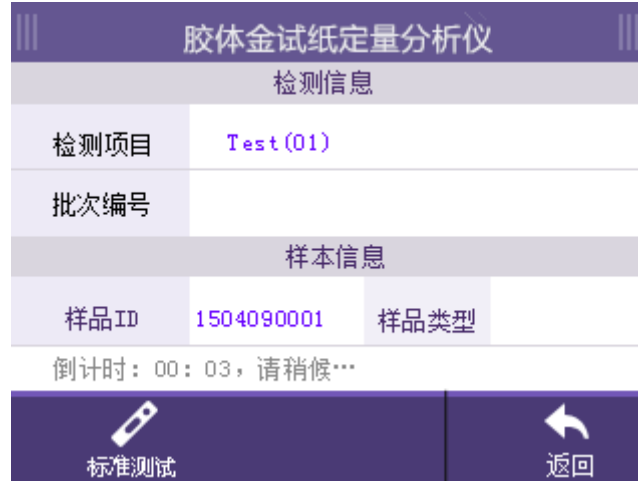 胶体金试纸定量分析仪
检测信息
检测项目 Test(01)
批次编号
样本信息
样品ID 1504090001 样品类型
倒计时：00：03，请稍候…
标准测试 返回